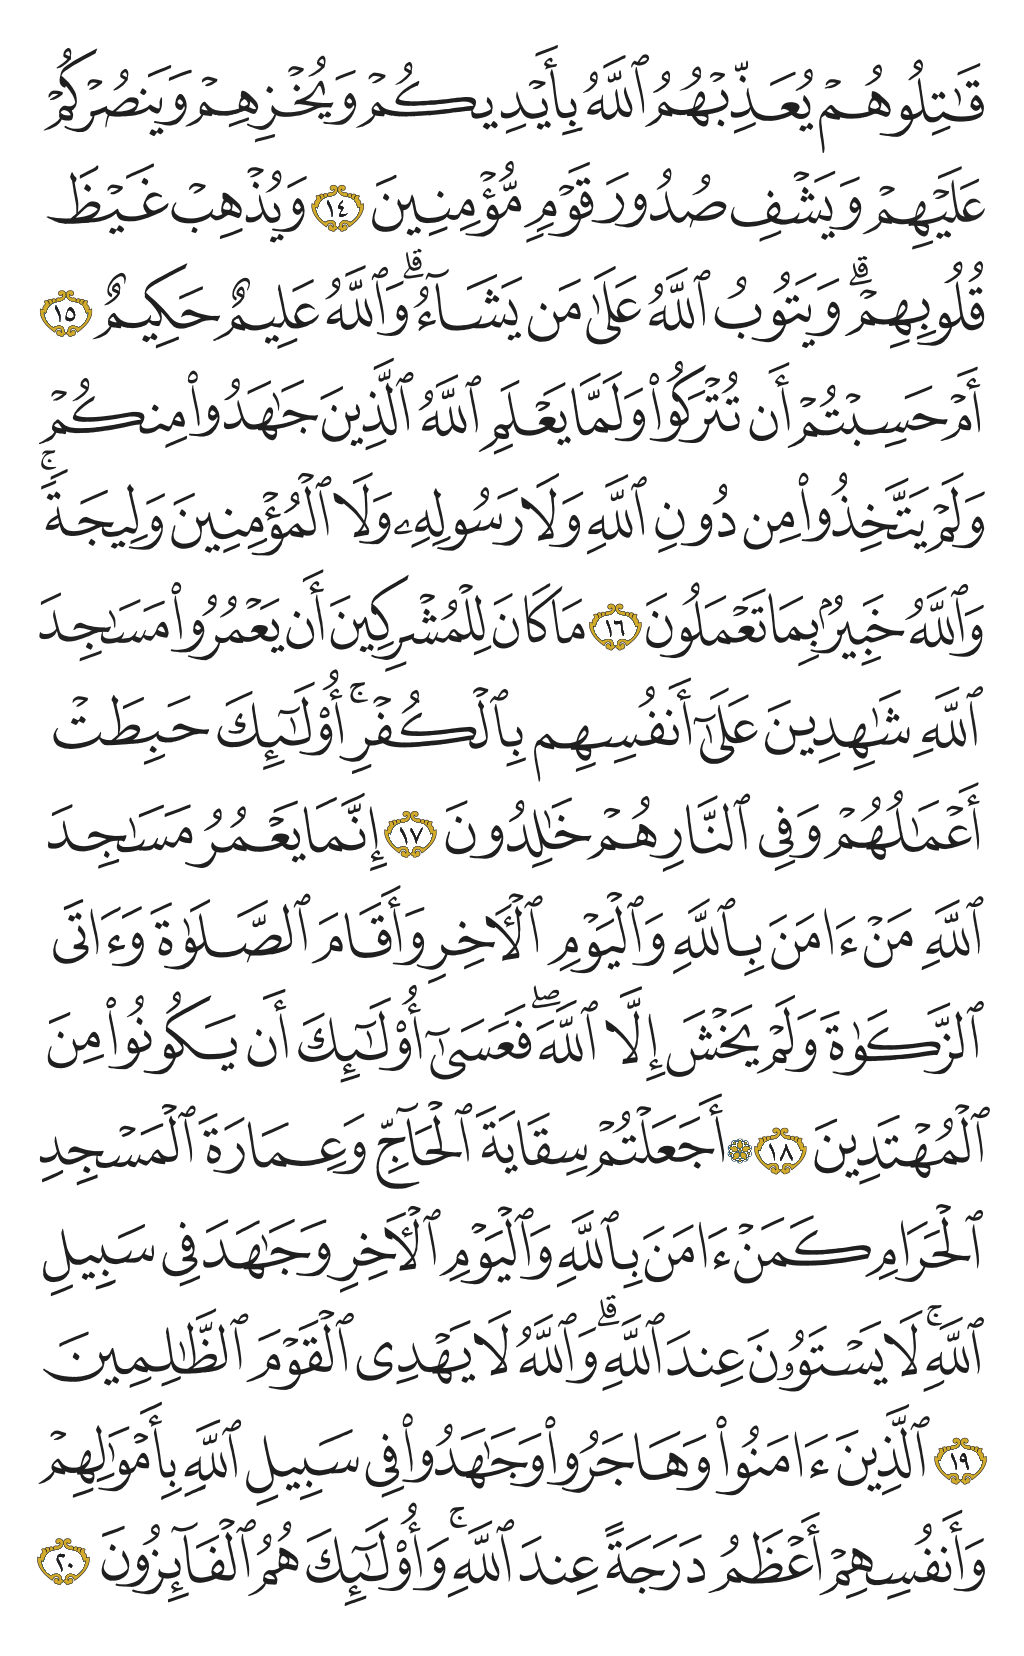 قَـٰتِلُوهُمْ يُعَذِّبْهُمُ ٱللَّهُ بِأَيْدِيكُمْ وَيُخْزِهِمْ وَيَنصُرْكُمْ
عَلَيْهِمْ وَيَشْفِ صُدُورَ قَوْمٍ مُّؤْمِنِينَ ١٤ وَيُذْهِبْ غَيْظَ
قُلُوبِهِمْ ۗ وَيَتُوبُ ٱللَّهُ عَلَىٰ مَن يَشَآءُ ۗ وَٱللَّهُ عَلِيمٌ حَكِيمٌ ١٥
أَمْ حَسِبْتُمْ أَن تُتْرَكُوا۟ وَلَمَّا يَعْلَمِ ٱللَّهُ ٱلَّذِينَ جَـٰهَدُوا۟ مِنكُمْ
وَلَمْ يَتَّخِذُوا۟ مِن دُونِ ٱللَّهِ وَلَا رَسُولِهِۦ وَلَا ٱلْمُؤْمِنِينَ وَلِيجَةً ۚ
وَٱللَّهُ خَبِيرٌۢ بِمَا تَعْمَلُونَ ١٦ مَا كَانَ لِلْمُشْرِكِينَ أَن يَعْمُرُوا۟ مَسَـٰجِدَ
ٱللَّهِ شَـٰهِدِينَ عَلَىٰٓ أَنفُسِهِم بِٱلْكُفْرِ ۚ أُو۟لَـٰٓئِكَ حَبِطَتْ
أَعْمَـٰلُهُمْ وَفِى ٱلنَّارِ هُمْ خَـٰلِدُونَ ١٧ إِنَّمَا يَعْمُرُ مَسَـٰجِدَ
ٱللَّهِ مَنْ ءَامَنَ بِٱللَّهِ وَٱلْيَوْمِ ٱلْـَٔاخِرِ وَأَقَامَ ٱلصَّلَوٰةَ وَءَاتَى
ٱلزَّكَوٰةَ وَلَمْ يَخْشَ إِلَّا ٱللَّهَ ۖ فَعَسَىٰٓ أُو۟لَـٰٓئِكَ أَن يَكُونُوا۟ مِنَ
ٱلْمُهْتَدِينَ ١٨ ۞ أَجَعَلْتُمْ سِقَايَةَ ٱلْحَآجِّ وَعِمَارَةَ ٱلْمَسْجِدِ
ٱلْحَرَامِ كَمَنْ ءَامَنَ بِٱللَّهِ وَٱلْيَوْمِ ٱلْـَٔاخِرِ وَجَـٰهَدَ فِى سَبِيلِ
ٱللَّهِ ۚ لَا يَسْتَوُۥنَ عِندَ ٱللَّهِ ۗ وَٱللَّهُ لَا يَهْدِى ٱلْقَوْمَ ٱلظَّـٰلِمِينَ
١٩ ٱلَّذِينَ ءَامَنُوا۟ وَهَاجَرُوا۟ وَجَـٰهَدُوا۟ فِى سَبِيلِ ٱللَّهِ بِأَمْوَٰلِهِمْ
وَأَنفُسِهِمْ أَعْظَمُ دَرَجَةً عِندَ ٱللَّهِ ۚ وَأُو۟لَـٰٓئِكَ هُمُ ٱلْفَآئِزُونَ ٢٠